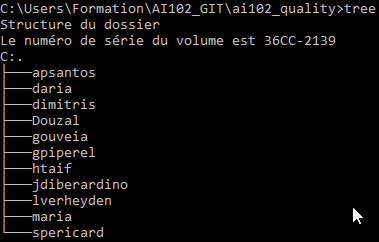 C:\Users\Formation\AI102_GIT\ai102_quality>tree
Structure du dossier
Le numéro de série du volume est 36CC-2139
C:.
├───apsantos
├───daria
├───dimitris
├───Douzal
├───gouveia
├───gpiperel
├───htaif
├───jdiberardino
├───lverheyden
├───maria
└───spericard